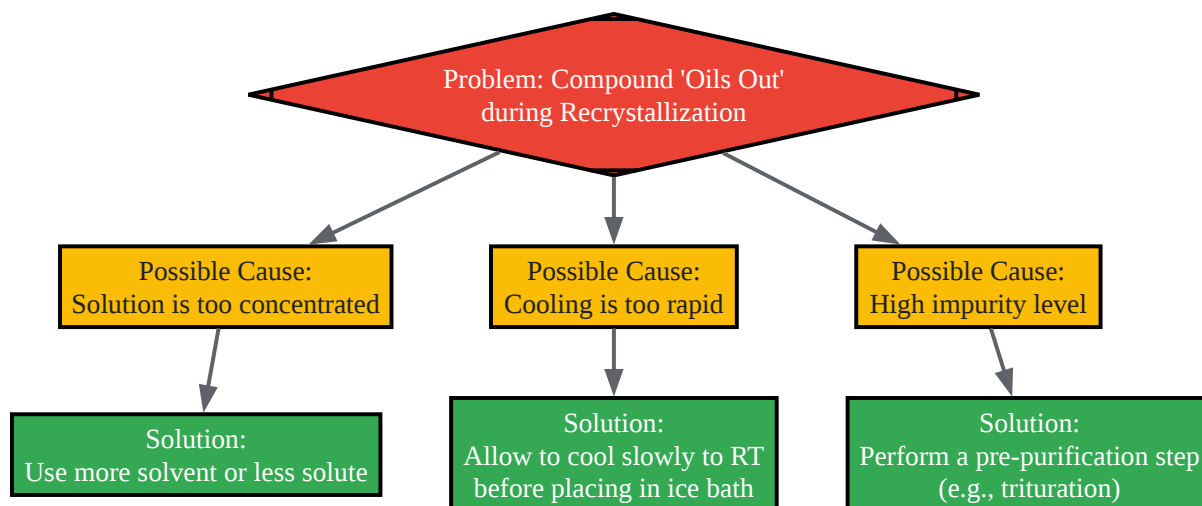 Problem: Compound 'Oils Out'
during Recrystallization
Possible Cause:
Solution is too concentrated
Possible Cause:
Cooling is too rapid
Possible Cause:
High impurity level
Solution:
Use more solvent or less solute
Solution:
Allow to cool slowly to RT
before placing in ice bath
Solution:
Perform a pre-purification step
(e.g., trituration)